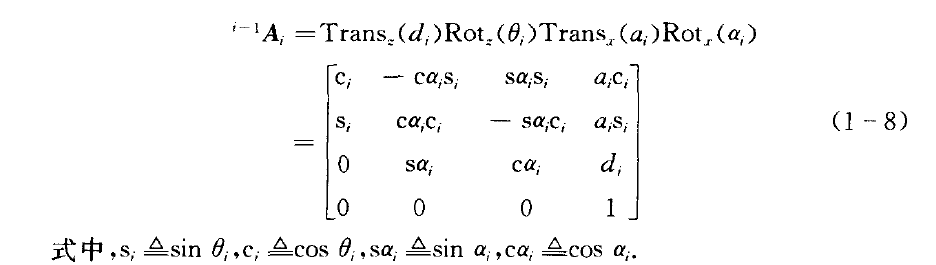 ⁱ⁻¹Aᵢ = Trans_z(dᵢ)Rot_z(θᵢ)Trans_x(aᵢ)Rot_x(αᵢ)
= [ cᵢ  − cαᵢsᵢ  sαᵢsᵢ  aᵢcᵢ
sᵢ  cαᵢcᵢ  − sαᵢcᵢ  aᵢsᵢ  (1-8)
0  sαᵢ  cαᵢ  dᵢ
0  0  0  1 ]
式中,sᵢ≜sin θᵢ,cᵢ≜cos θᵢ,sαᵢ≜sin αᵢ,cαᵢ≜cos αᵢ.